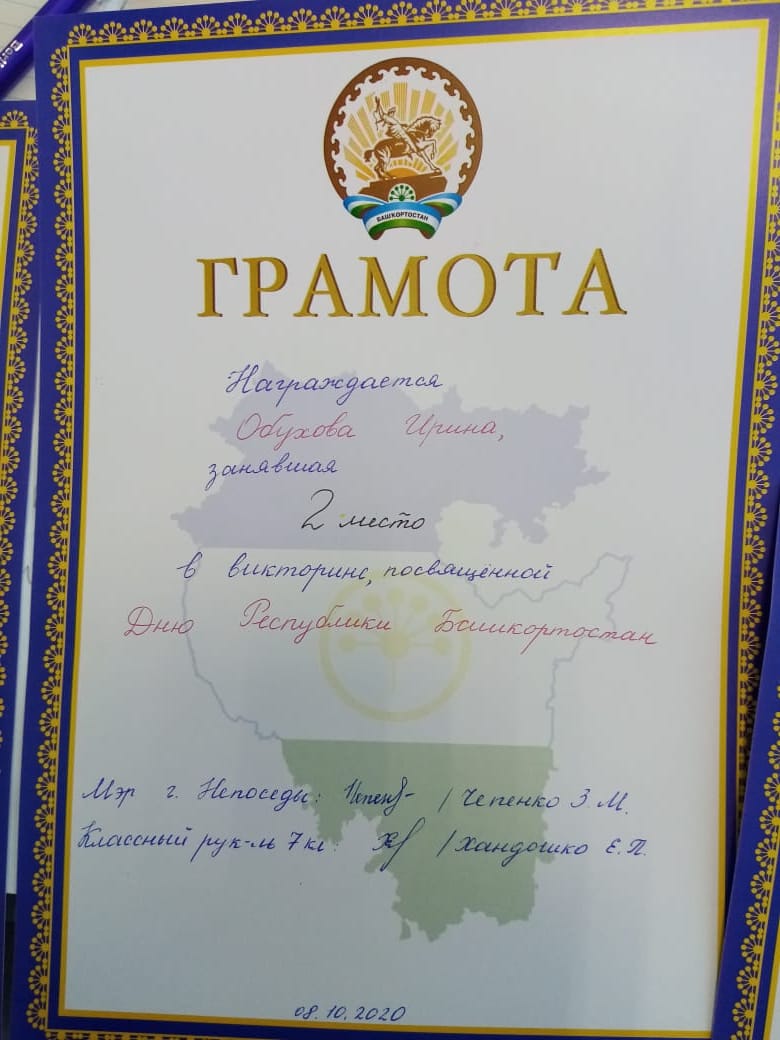 БАШКОРТОСТАН
ГРАМОТА
Награждается
Обухова Ирина,
занявшая
2 место
в викторине, посвящённой
Дню Республики Башкортостан
Мэр г. Непоседы: /Чепенко З.М.
Классный рук-ль 7кл: /Хандошко Е.П.
08.10.2020